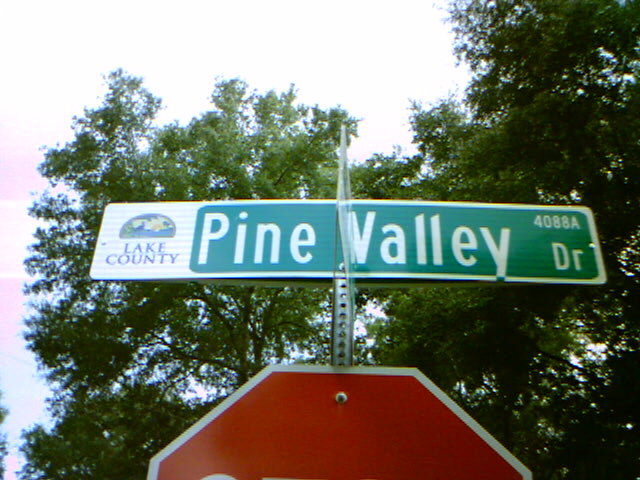 LAKE
COUNTY
Pine Valley Dr
4088A